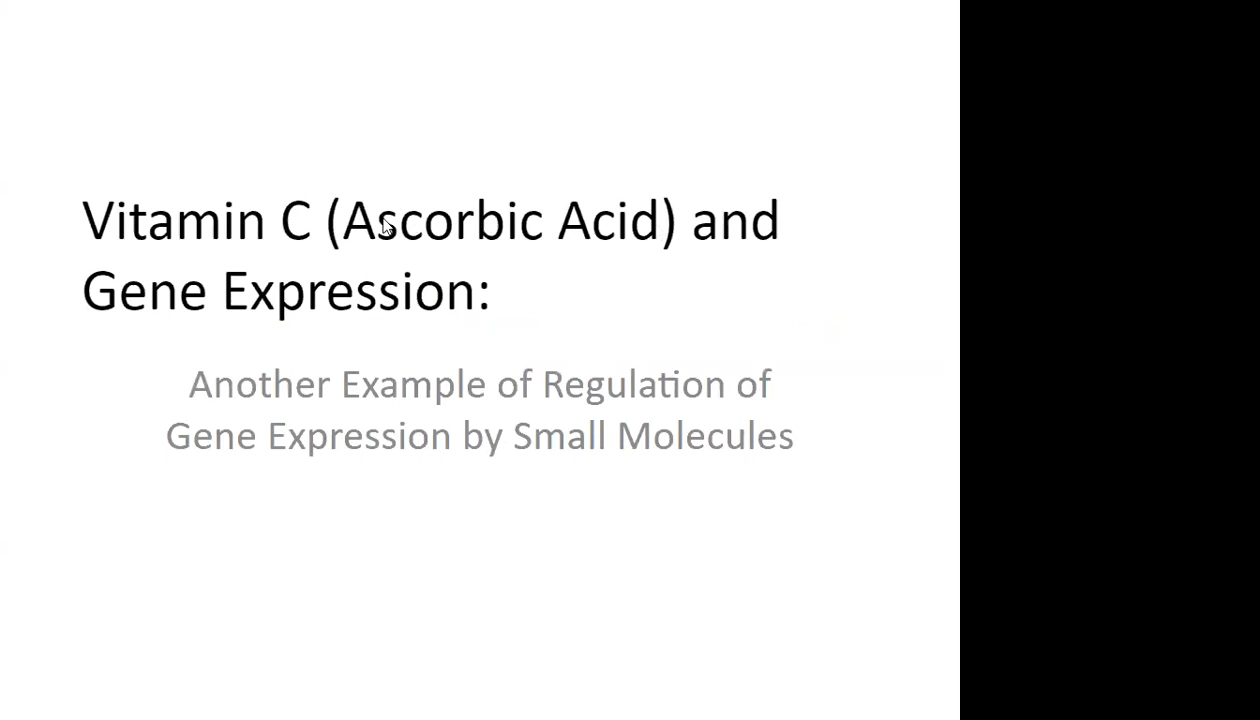 Vitamin C (Ascorbic Acid) and
Gene Expression:
Another Example of Regulation of
Gene Expression by Small Molecules